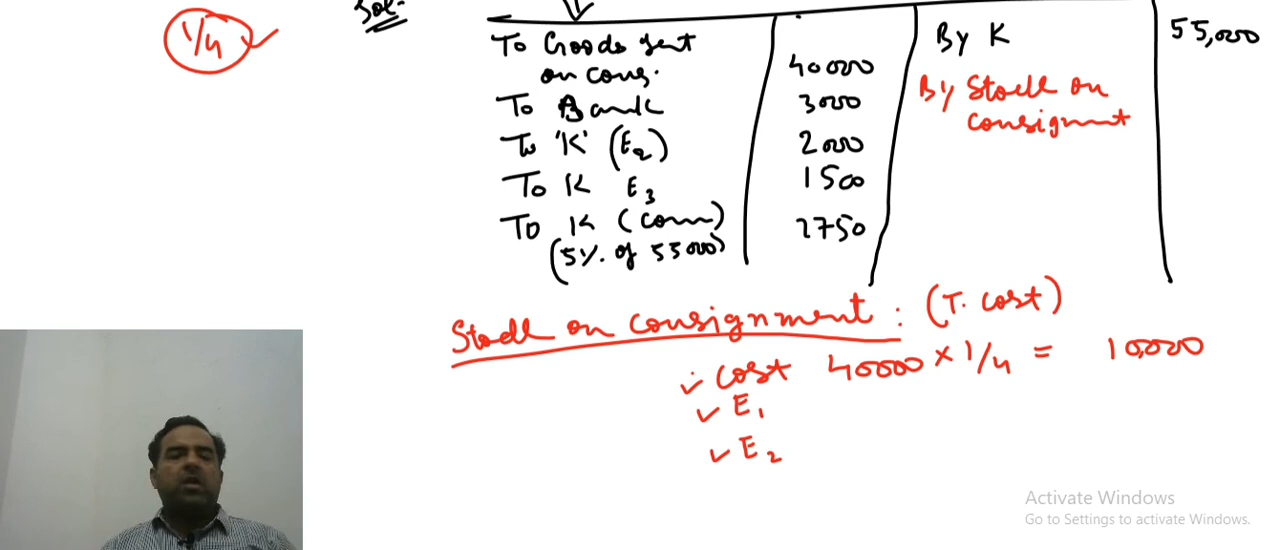 1/4
Sol-
To Goods sent
on cons.
40000
By K
55,000
To Bank
3000
By Stock on
consignment
To 'K' (E2)
2000
To K E3
1500
To K (Comm)
(5%. of 55000)
2750
Stock on consignment : (T. cost)
cost 40000 × 1/4 = 10,000
E1
E2
Activate Windows
Go to Settings to activate Windows.